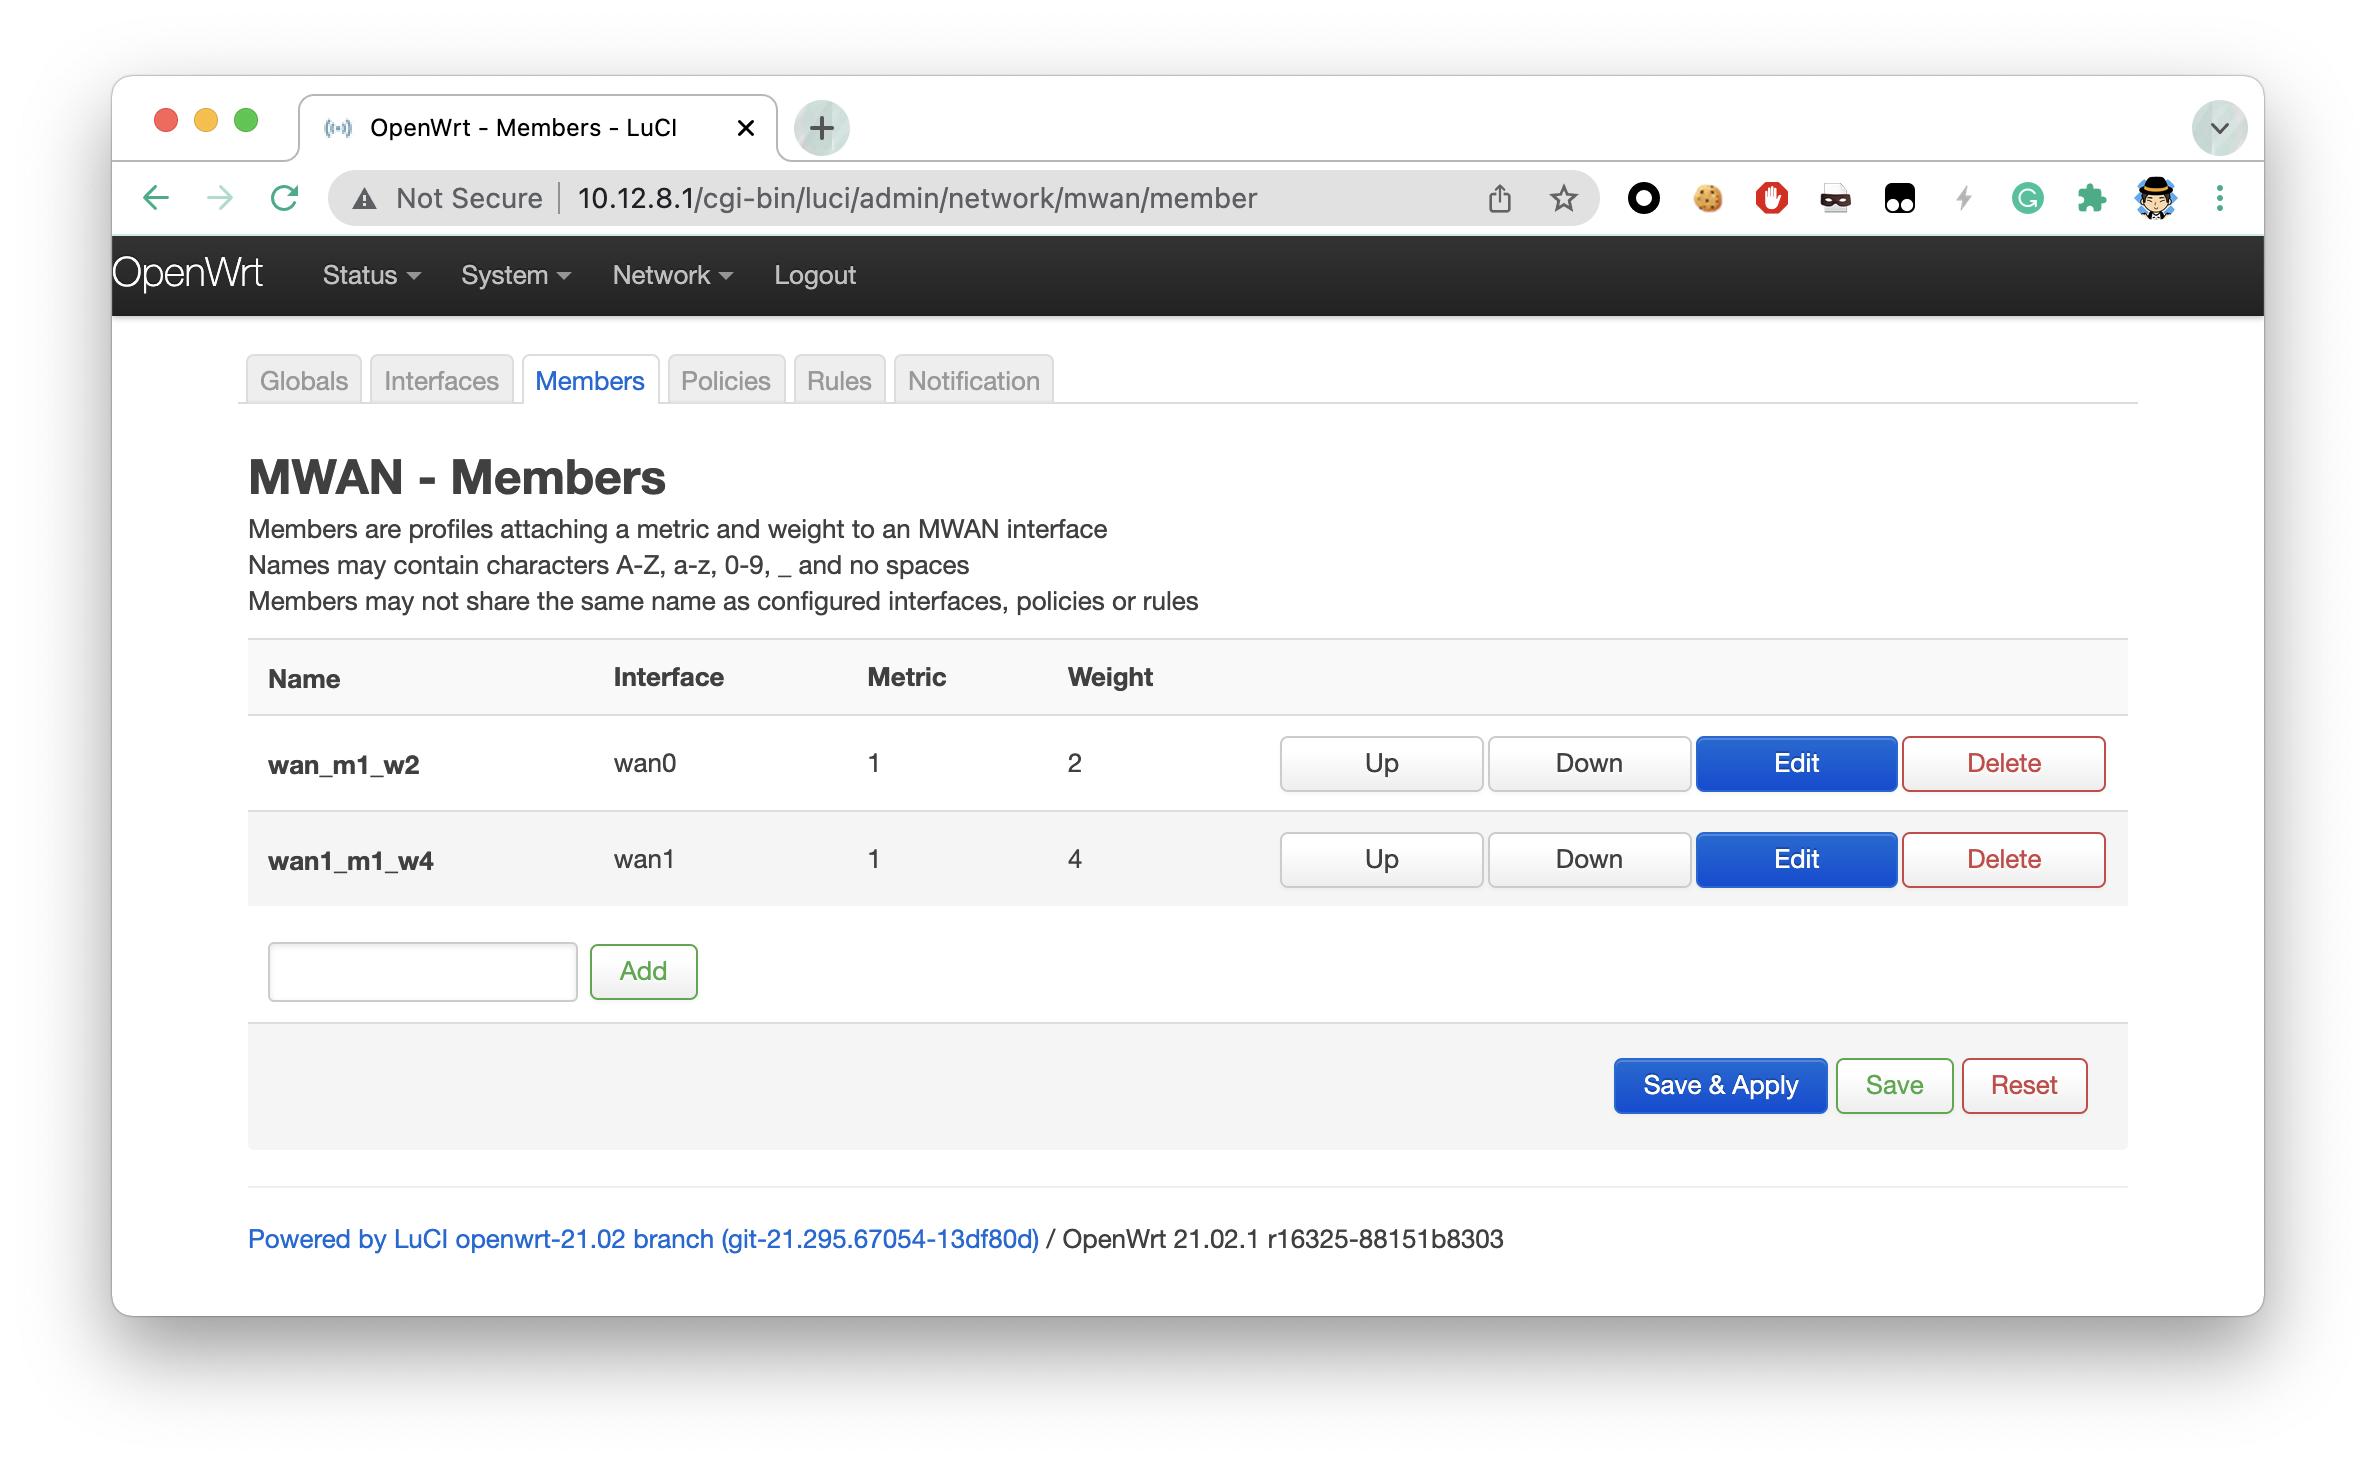 OpenWrt - Members - LuCI
Not Secure 10.12.8.1/cgi-bin/luci/admin/network/mwan/member
OpenWrt Status System Network Logout
Globals Interfaces Members Policies Rules Notification
MWAN - Members
Members are profiles attaching a metric and weight to an MWAN interface
Names may contain characters A-Z, a-z, 0-9, _ and no spaces
Members may not share the same name as configured interfaces, policies or rules
Name Interface Metric Weight
wan_m1_w2 wan0 1 2 Up Down Edit Delete
wan1_m1_w4 wan1 1 4 Up Down Edit Delete
Add
Save & Apply Save Reset
Powered by LuCI openwrt-21.02 branch (git-21.295.67054-13df80d) / OpenWrt 21.02.1 r16325-88151b8303